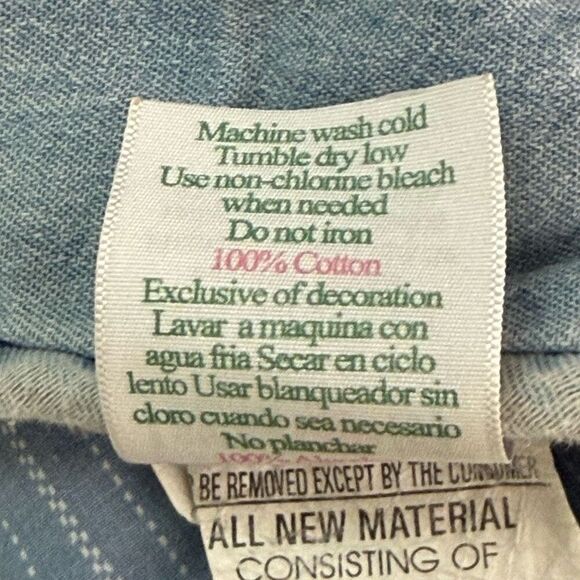 Machine wash cold
Tumble dry low
Use non-chlorine bleach
when needed
Do not iron
100% Cotton
Exclusive of decoration
Lavar a maquina con
agua fria Secar en ciclo
lento Usar blanqueador sin
cloro cuando sea necesario
No planchar
100%
BE REMOVED EXCEPT BY THE CONSUMER
ALL NEW MATERIAL
CONSISTING OF